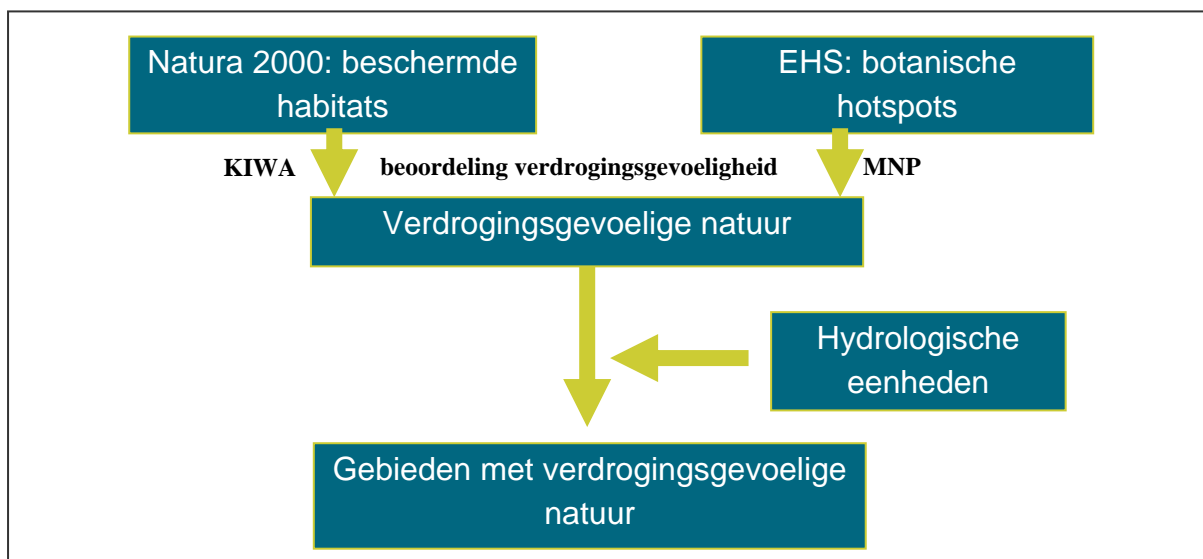 Natura 2000: beschermde
habitats
EHS: botanische
hotspots
KIWA beoordeling verdrogingsgevoeligheid MNP
Verdrogingsgevoelige natuur
Hydrologische
eenheden
Gebieden met verdrogingsgevoelige
natuur